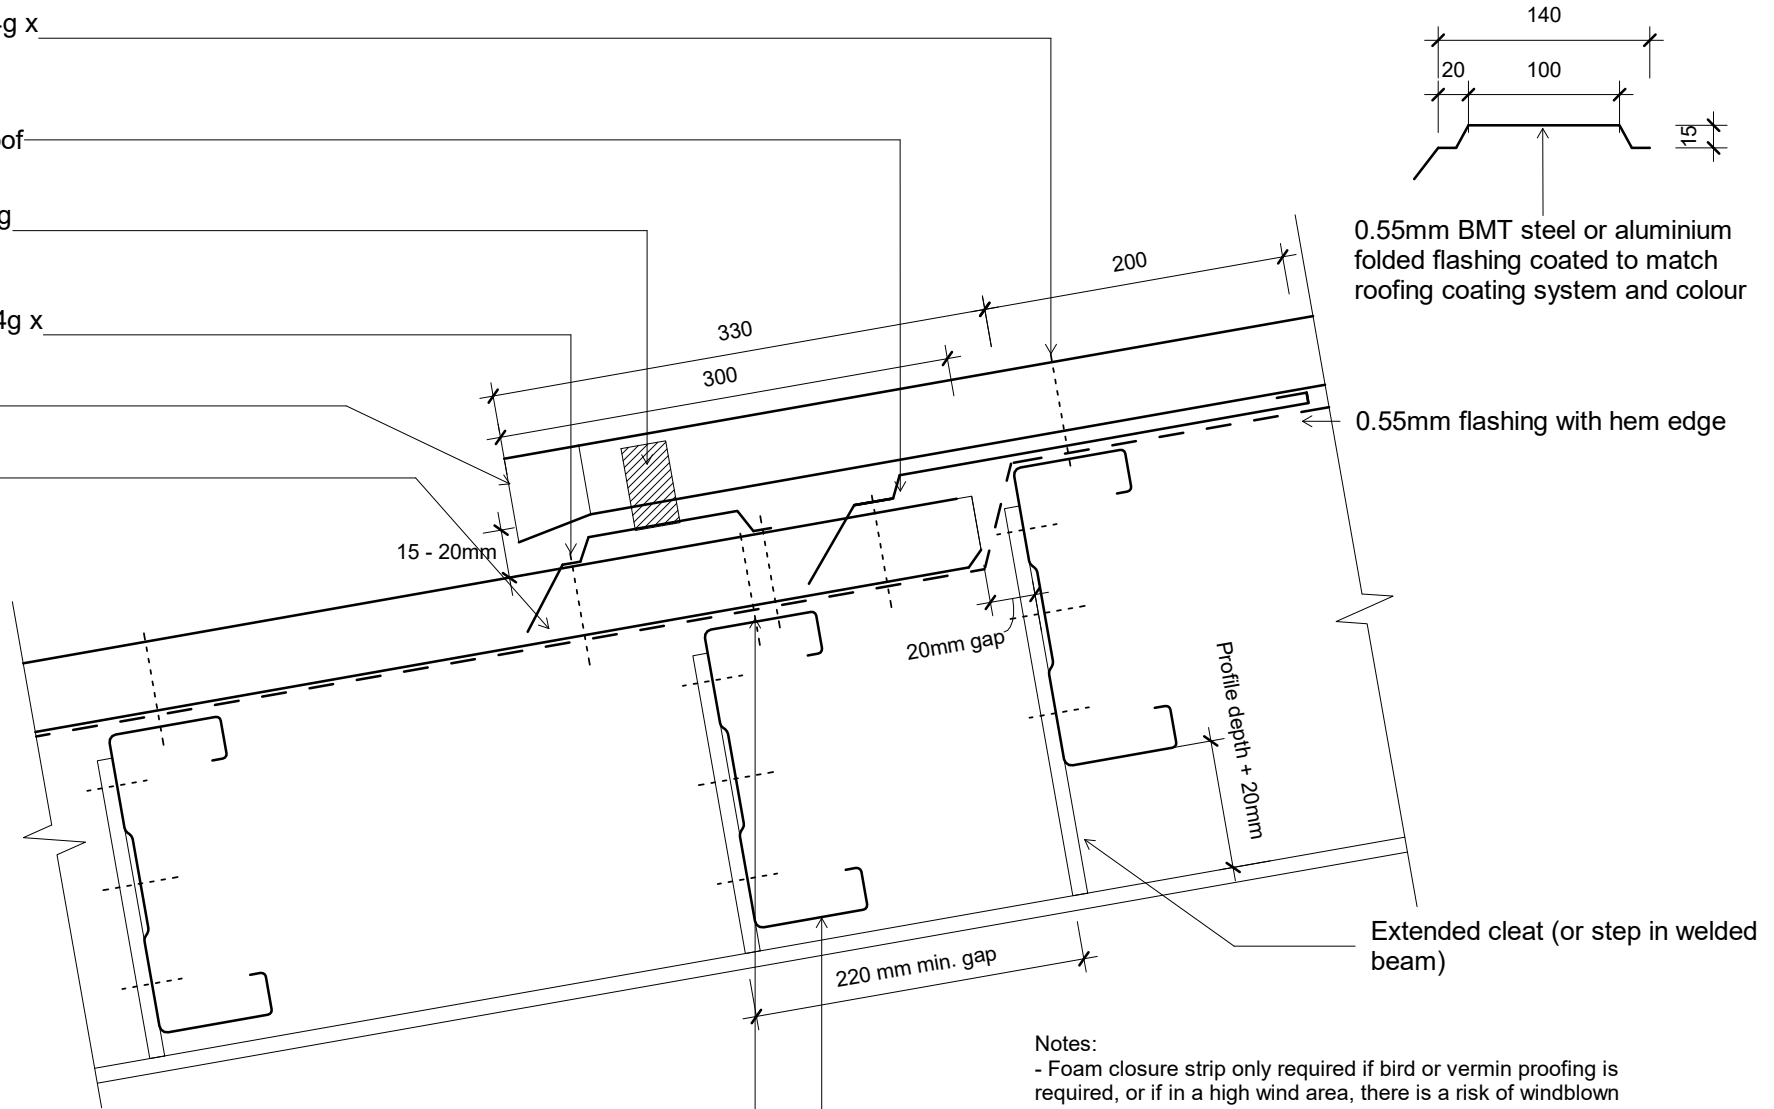 g x
140
20
100
15
of
g
0.55mm BMT steel or aluminium
folded flashing coated to match
roofing coating system and colour
200
4g x
330
300
0.55mm flashing with hem edge
15 - 20mm
20mm gap
Profile depth + 20mm
Extended cleat (or step in welded
beam)
220 mm min. gap
Notes:
- Foam closure strip only required if bird or vermin proofing is
required, or if in a high wind area, there is a risk of windblown